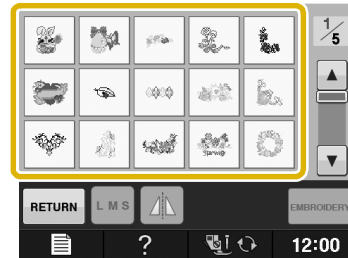 1/5
Spring
RETURN
L M S
EMBROIDERY
?
12:00